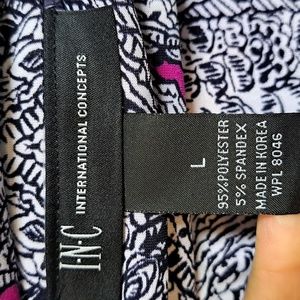 I·N·C
INTERNATIONAL CONCEPTS
L
95%POLYESTER
5% SPANDEX
MADE IN KOREA
WPL 8046